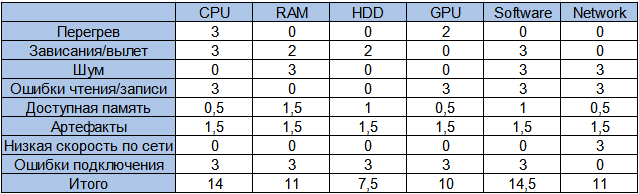 CPU RAM HDD GPU Software Network
Перегрев 3 0 0 2 0 0
Зависания/вылет 3 2 2 0 3 0
Шум 0 3 0 0 3 3
Ошибки чтения/записи 3 0 0 3 3 3
Доступная память 0,5 1,5 1 0,5 1 0,5
Артефакты 1,5 1,5 1,5 1,5 1,5 1,5
Низкая скорость по сети 0 0 0 0 0 3
Ошибки подключения 3 3 3 3 3 0
Итого 14 11 7,5 10 14,5 11